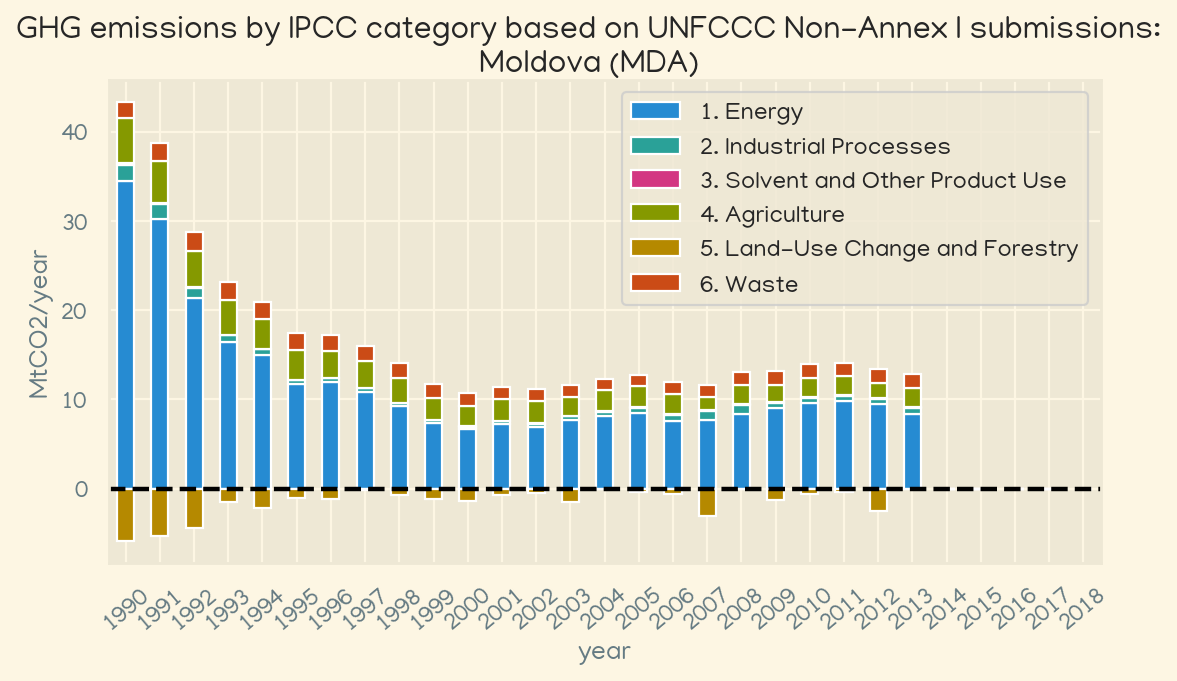 GHG emissions by IPCC category based on UNFCCC Non-Annex I submissions:
Moldova (MDA)
1. Energy
2. Industrial Processes
3. Solvent and Other Product Use
4. Agriculture
5. Land-Use Change and Forestry
6. Waste
MtCO2/year
40
30
20
10
0
1990 1991 1992 1993 1994 1995 1996 1997 1998 1999 2000 2001 2002 2003 2004 2005 2006 2007 2008 2009 2010 2011 2012 2013 2014 2015 2016 2017 2018
year